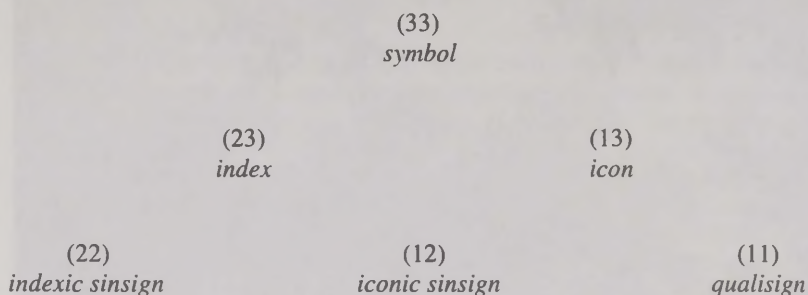 (33)
symbol
(23) (13)
index icon
(22) (12) (11)
indexic sinsign iconic sinsign qualisign